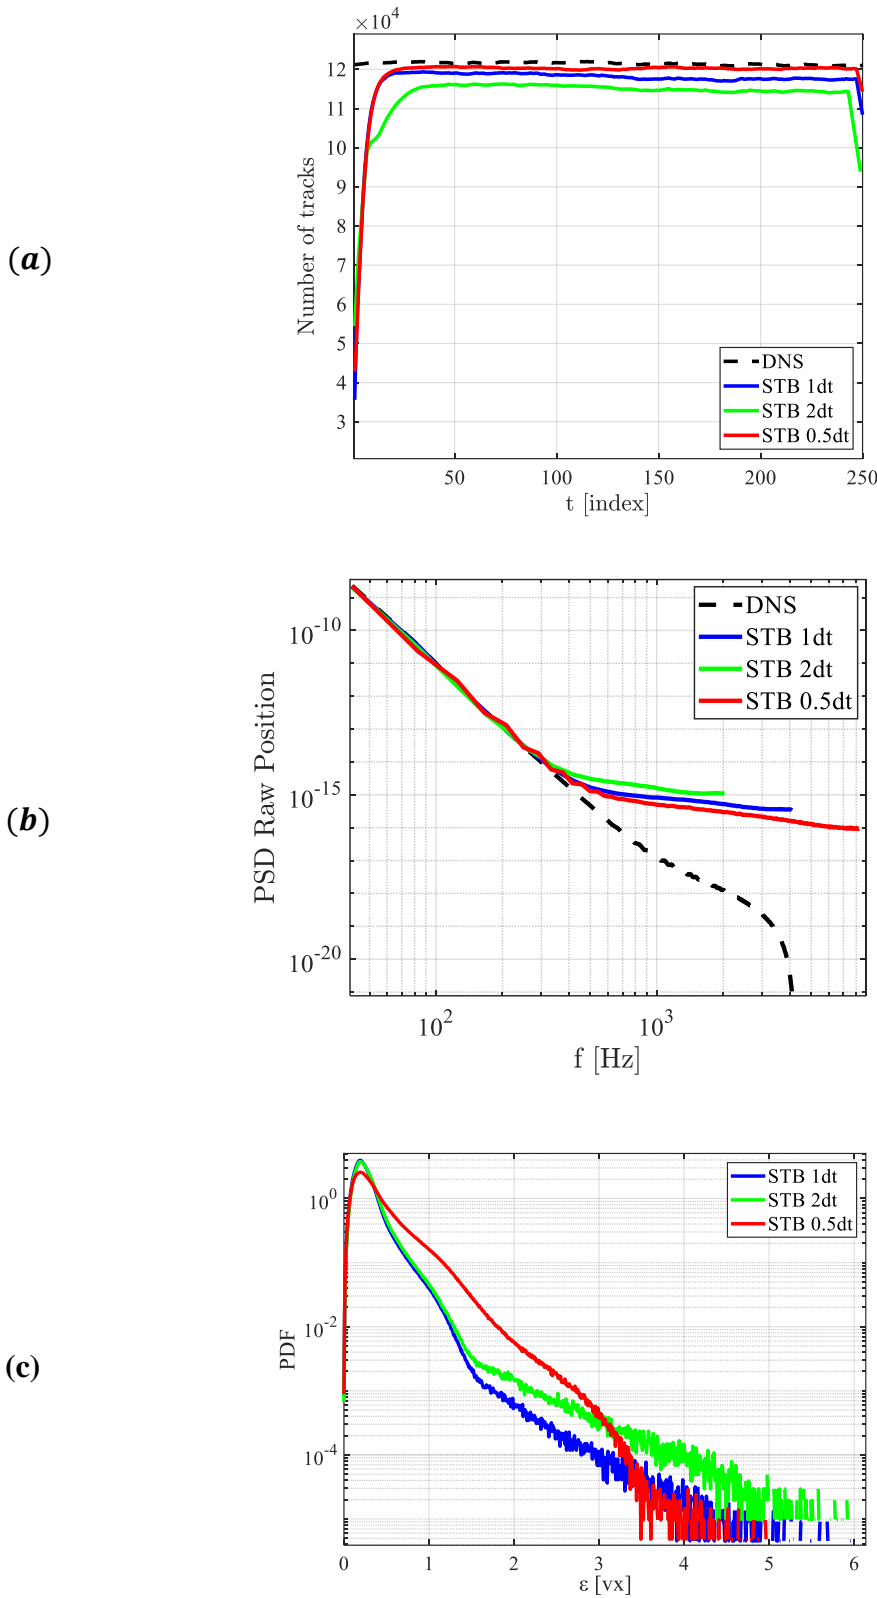 ×10^4
12
11
10
9
8
7
6
5
4
3
Number of tracks
(a)
DNS
STB 1dt
STB 2dt
STB 0.5dt
50 100 150 200 250
t [index]
DNS
STB 1dt
STB 2dt
STB 0.5dt
10^-10
10^-15
10^-20
PSD Raw Position
(b)
10^2 10^3
f [Hz]
STB 1dt
STB 2dt
STB 0.5dt
10^0
10^-2
10^-4
PDF
(c)
0 1 2 3 4 5 6
ε [vx]